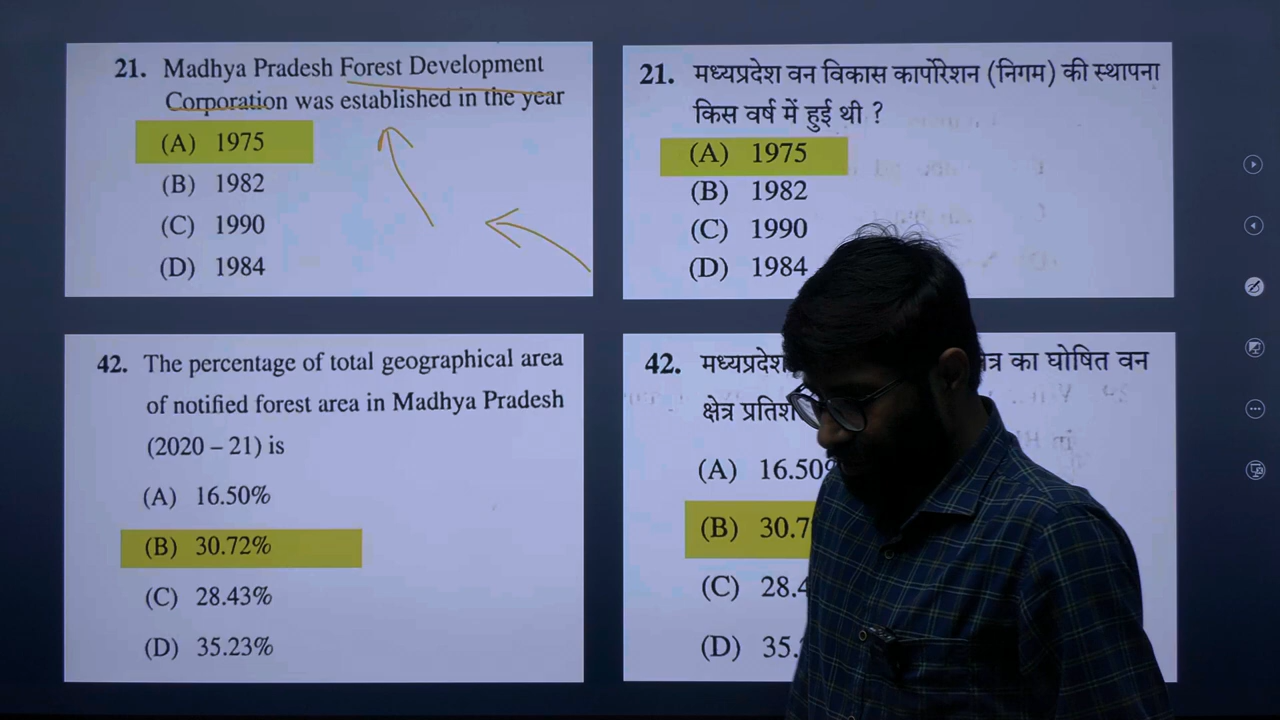 21. Madhya Pradesh Forest Development
Corporation was established in the year
(A) 1975
(B) 1982
(C) 1990
(D) 1984
21. मध्यप्रदेश वन विकास कार्पोरेशन (निगम) की स्थापना
किस वर्ष में हुई थी ?
(A) 1975
(B) 1982
(C) 1990
(D) 1984
42. The percentage of total geographical area
of notified forest area in Madhya Pradesh
(2020 – 21) is
(A) 16.50%
(B) 30.72%
(C) 28.43%
(D) 35.23%
42. मध्यप्रदेश का घोषित वन
क्षेत्र
(A) 16.50%
(B) 30.7
(C) 28.4
(D) 35.